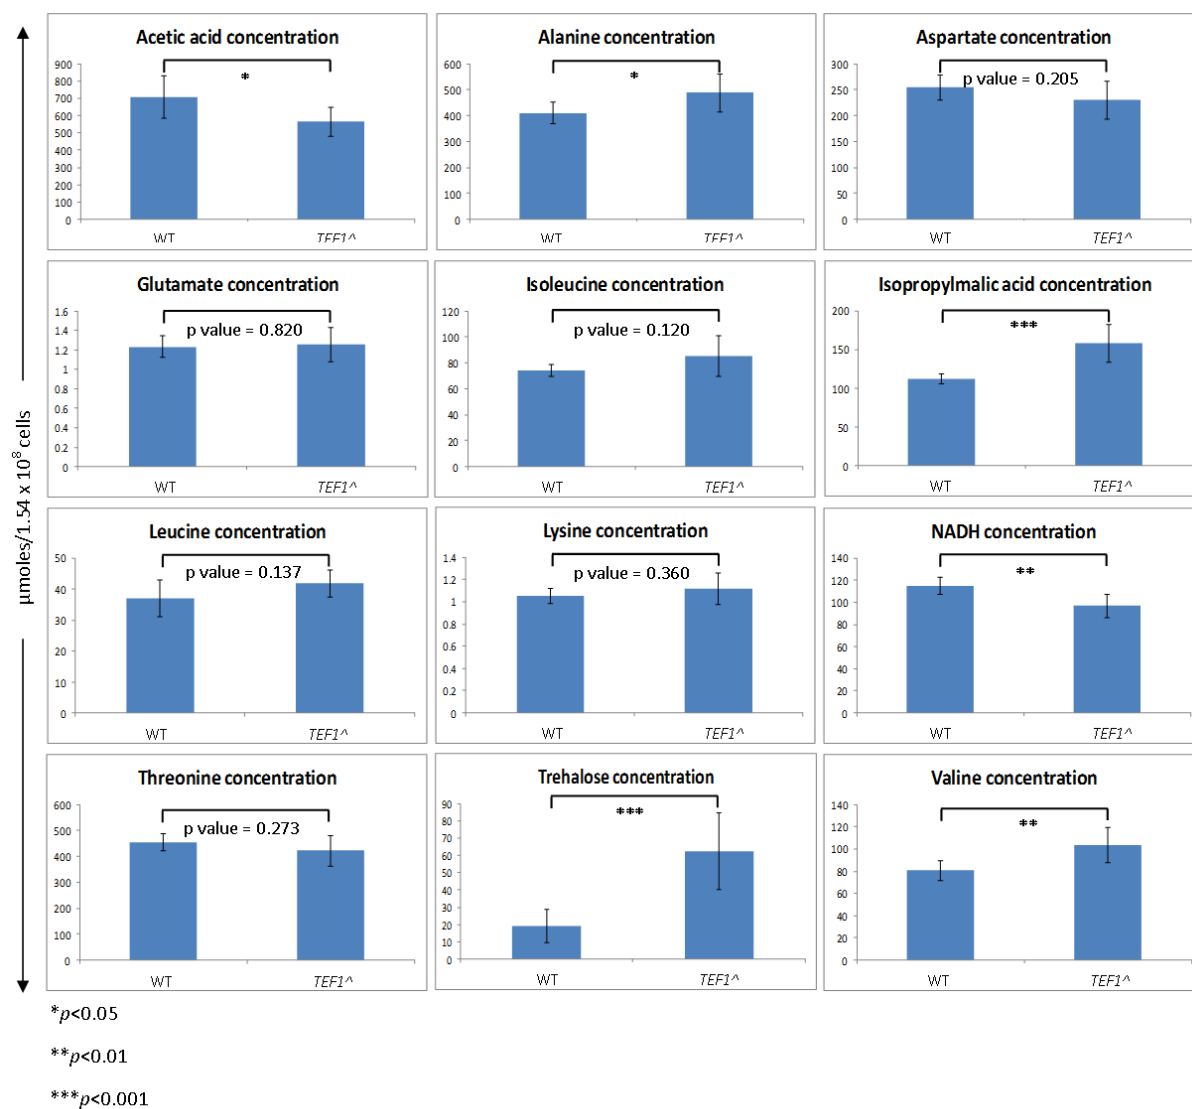 μmoles/1.54 x 10⁸ cells
Acetic acid concentration
900
800
700
600
500
400
300
200
100
0
*
WT
TEF1^
Alanine concentration
600
500
400
300
200
100
0
*
WT
TEF1^
Aspartate concentration
300
250
200
150
100
50
0
p value = 0.205
WT
TEF1^
Glutamate concentration
1.6
1.4
1.2
1
0.8
0.6
0.4
0.2
0
p value = 0.820
WT
TEF1^
Isoleucine concentration
120
100
80
60
40
20
0
p value = 0.120
WT
TEF1^
Isopropylmalic acid concentration
200
150
100
50
0
***
WT
TEF1^
Leucine concentration
50
40
30
20
10
0
p value = 0.137
WT
TEF1^
Lysine concentration
1.4
1.2
1
0.8
0.6
0.4
0.2
0
p value = 0.360
WT
TEF1^
NADH concentration
140
120
100
80
60
40
20
0
**
WT
TEF1^
Threonine concentration
600
500
400
300
200
100
0
p value = 0.273
WT
TEF1^
Trehalose concentration
90
80
70
60
50
40
30
20
10
0
***
WT
TEF1^
Valine concentration
140
120
100
80
60
40
20
0
**
WT
TEF1^
*p<0.05
**p<0.01
***p<0.001